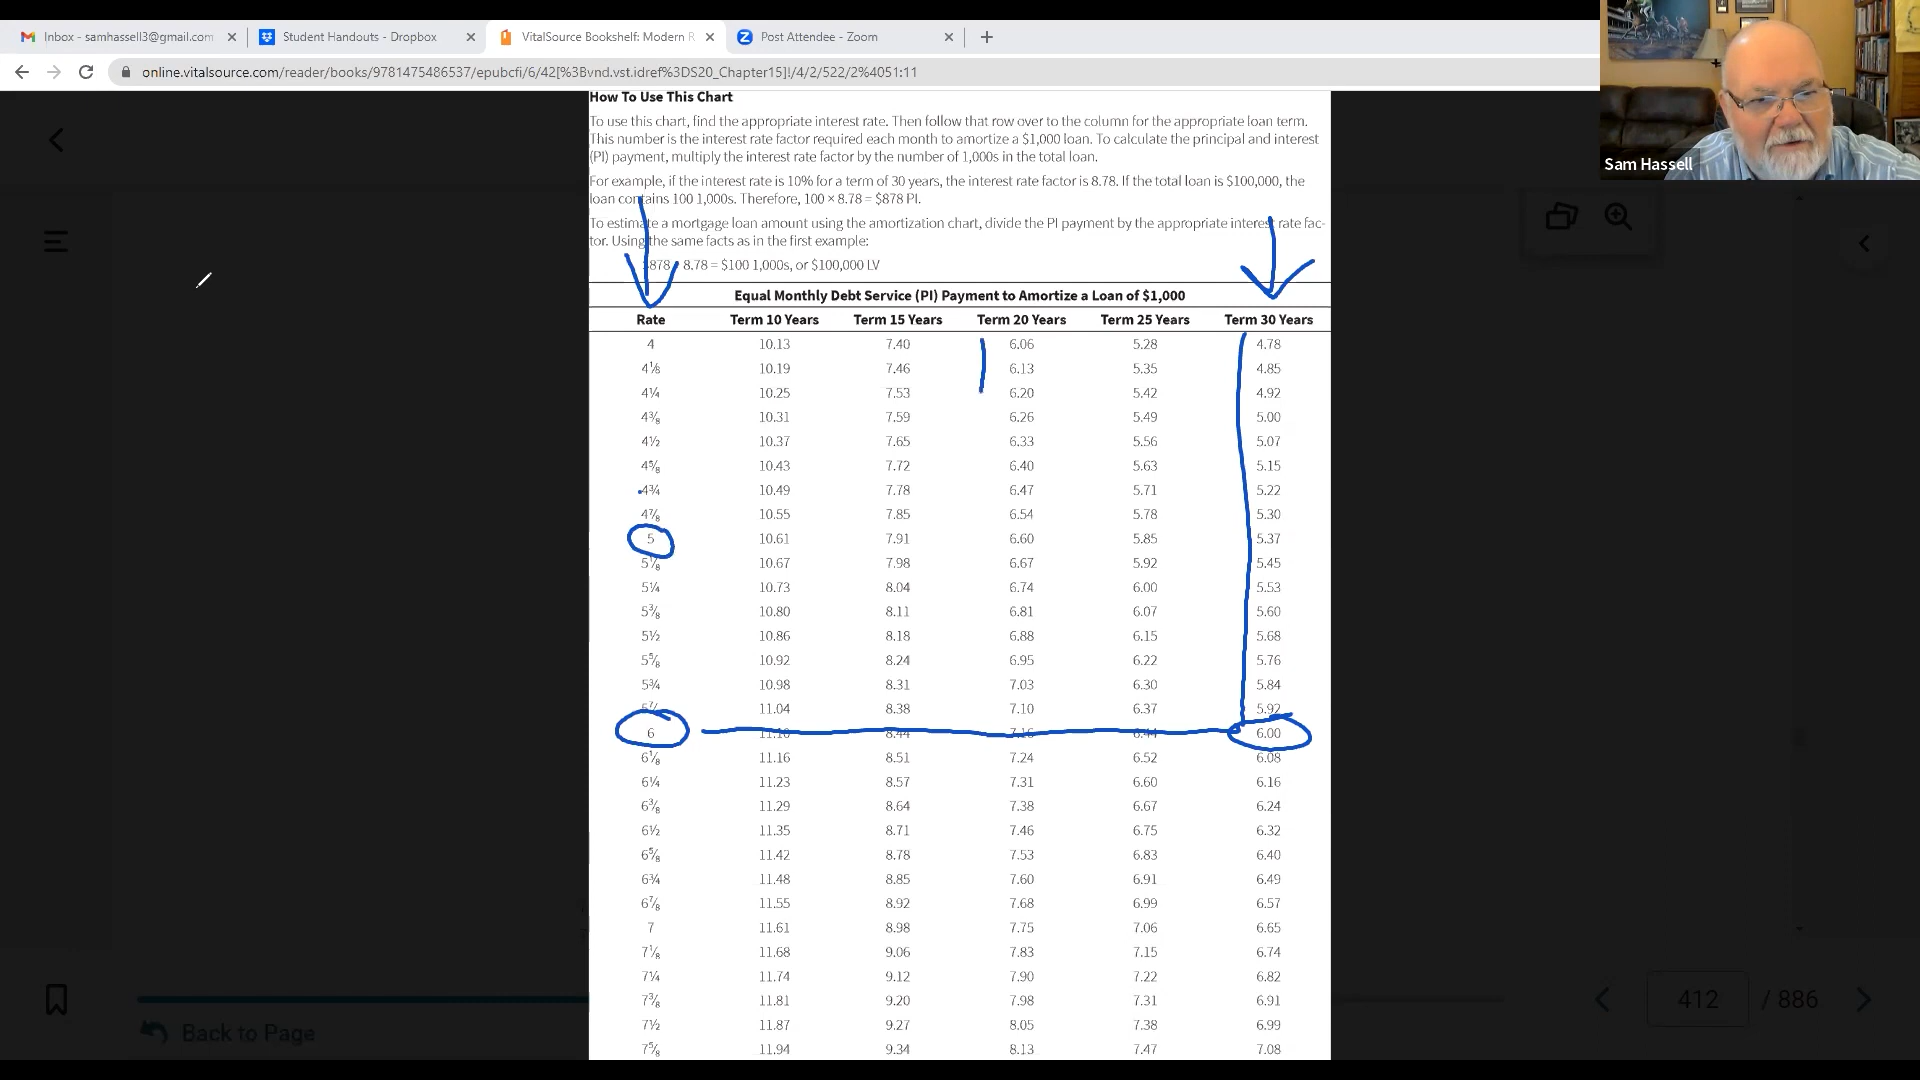 Inbox - samhassell3@gmail.com
Student Handouts - Dropbox
VitalSource Bookshelf: Modern R
Post Attendee - Zoom
online.vitalsource.com/reader/books/9781475486537/epubcfi/6/42[%3Bvnd.vst.idref%3DS20_Chapter15]!/4/2/522/2%4051:11
Sam Hassell
How To Use This Chart
To use this chart, find the appropriate interest rate. Then follow that row over to the column for the appropriate loan term.
This number is the interest rate factor required each month to amortize a $1,000 loan. To calculate the principal and interest
(PI) payment, multiply the interest rate factor by the number of 1,000s in the total loan.
For example, if the interest rate is 10% for a term of 30 years, the interest rate factor is 8.78. If the total loan is $100,000, the
loan contains 100 1,000s. Therefore, 100 × 8.78 = $878 PI.
To estimate a mortgage loan amount using the amortization chart, divide the PI payment by the appropriate interest rate fac-
tor. Using the same facts as in the first example:
878 8.78 = $100 1,000s, or $100,000 LV
Equal Monthly Debt Service (PI) Payment to Amortize a Loan of $1,000
Rate Term 10 Years Term 15 Years Term 20 Years Term 25 Years Term 30 Years
4 10.13 7.40 6.06 5.28 4.78
4⅛ 10.19 7.46 6.13 5.35 4.85
4¼ 10.25 7.53 6.20 5.42 4.92
4⅜ 10.31 7.59 6.26 5.49 5.00
4½ 10.37 7.65 6.33 5.56 5.07
4⅝ 10.43 7.72 6.40 5.63 5.15
4¾ 10.49 7.78 6.47 5.71 5.22
4⅞ 10.55 7.85 6.54 5.78 5.30
5 10.61 7.91 6.60 5.85 5.37
5⅛ 10.67 7.98 6.67 5.92 5.45
5¼ 10.73 8.04 6.74 6.00 5.53
5⅜ 10.80 8.11 6.81 6.07 5.60
5½ 10.86 8.18 6.88 6.15 5.68
5⅝ 10.92 8.24 6.95 6.22 5.76
5¾ 10.98 8.31 7.03 6.30 5.84
5⅞ 11.04 8.38 7.10 6.37 5.92
6 11.10 8.44 7.16 6.44 6.00
6⅛ 11.16 8.51 7.24 6.52 6.08
6¼ 11.23 8.57 7.31 6.60 6.16
6⅜ 11.29 8.64 7.38 6.67 6.24
6½ 11.35 8.71 7.46 6.75 6.32
6⅝ 11.42 8.78 7.53 6.83 6.40
6¾ 11.48 8.85 7.60 6.91 6.49
6⅞ 11.55 8.92 7.68 6.99 6.57
7 11.61 8.98 7.75 7.06 6.65
7⅛ 11.68 9.06 7.83 7.15 6.74
7¼ 11.74 9.12 7.90 7.22 6.82
7⅜ 11.81 9.20 7.98 7.31 6.91
7½ 11.87 9.27 8.05 7.38 6.99
7⅝ 11.94 9.34 8.13 7.47 7.08
412 / 886
Back to Page